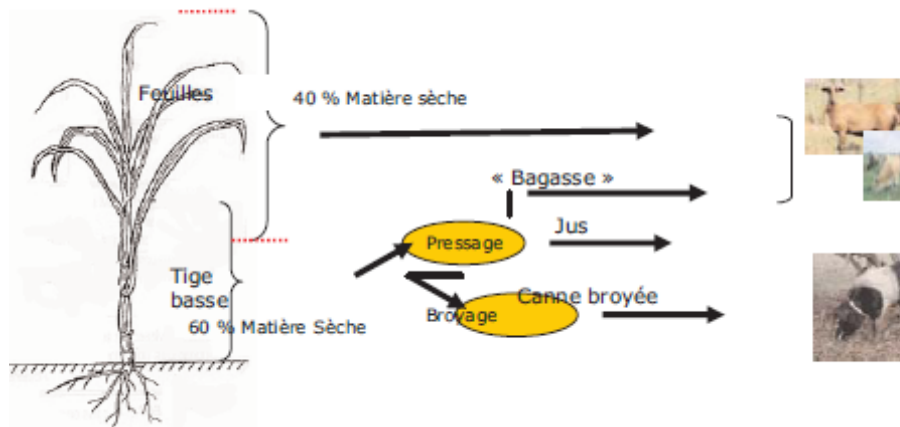 Feuilles
40 % Matière sèche
« Bagasse »
Pressage
Jus
Tige
basse
60 % Matière Sèche
Canne broyée
Broyage